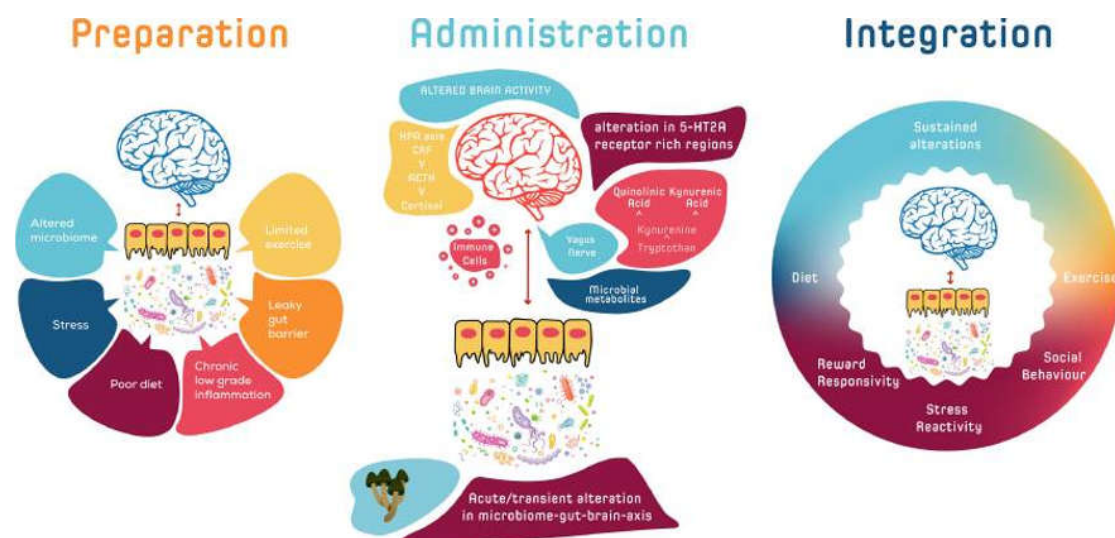 Preparation
Administration
Integration
Altered
microbiome
Limited
exercise
Stress
Leaky
gut
barrier
Poor diet
Chronic
low grade
inflammation
ALTERED BRAIN ACTIVITY
HPA axis
CRF
ACTH
Cortisol
alteration in 5-HT2A
receptor rich regions
Quinolinic Kynurenic
Acid Acid
Kynurenine
Tryptothan
Immune
Cells
Vagus
nerve
Microbial
metabolites
Acute/transient alteration
in microbiome-gut-brain-axis
Sustained
alterations
Diet
Exercise
Reward
Responsivity
Social
Behaviour
Stress
Reactivity